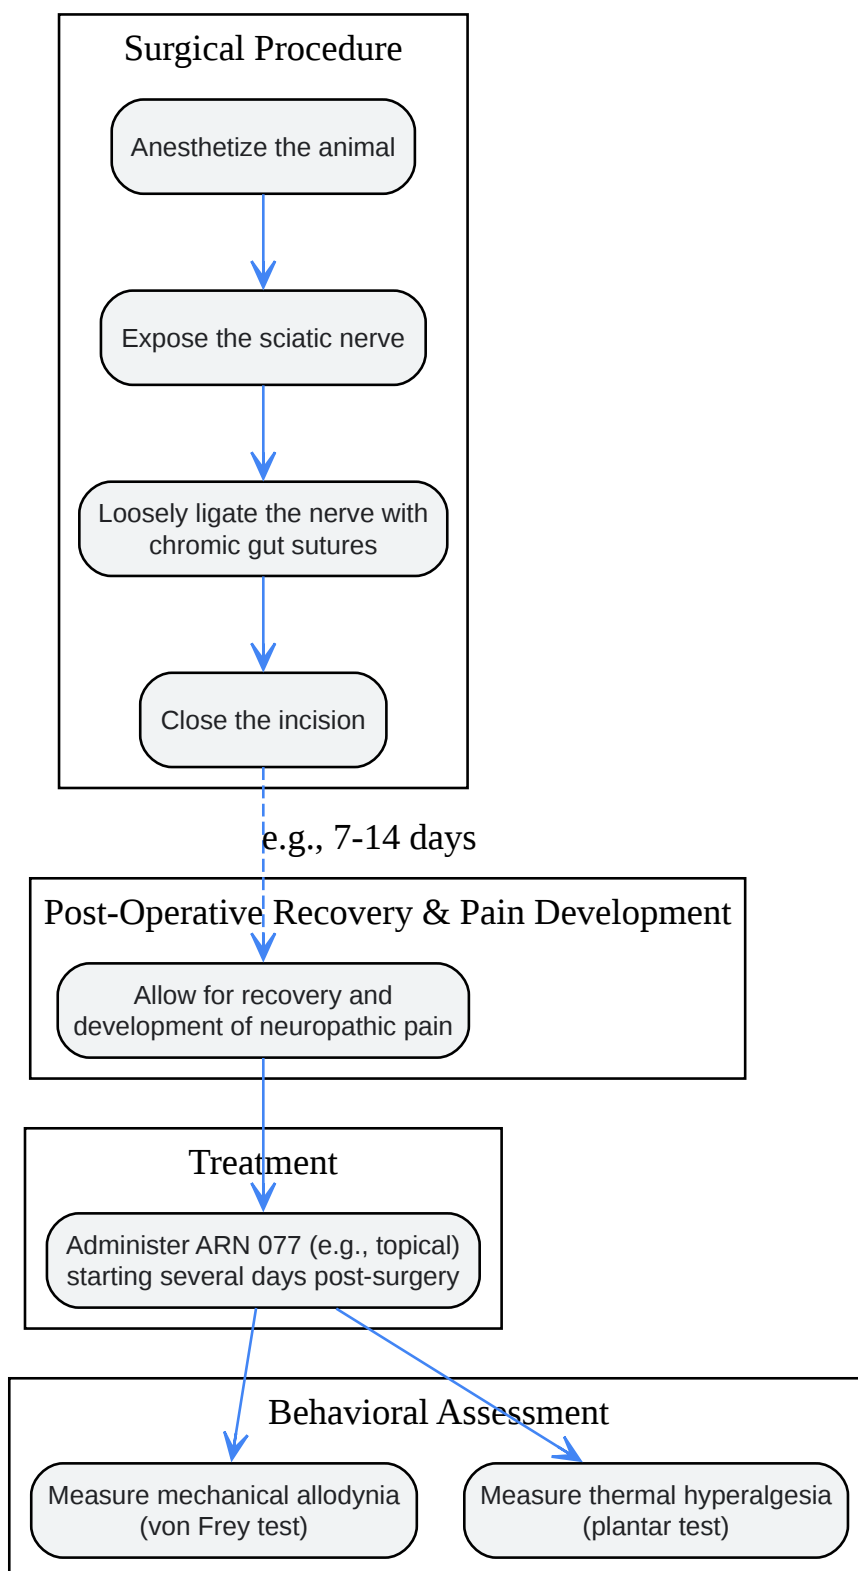 Surgical Procedure
Anesthetize the animal
Expose the sciatic nerve
Loosely ligate the nerve with
chromic gut sutures
Close the incision
e.g., 7-14 days
Post-Operative Recovery & Pain Development
Allow for recovery and
development of neuropathic pain
Treatment
Administer ARN 077 (e.g., topical)
starting several days post-surgery
Behavioral Assessment
Measure mechanical allodynia
(von Frey test)
Measure thermal hyperalgesia
(plantar test)